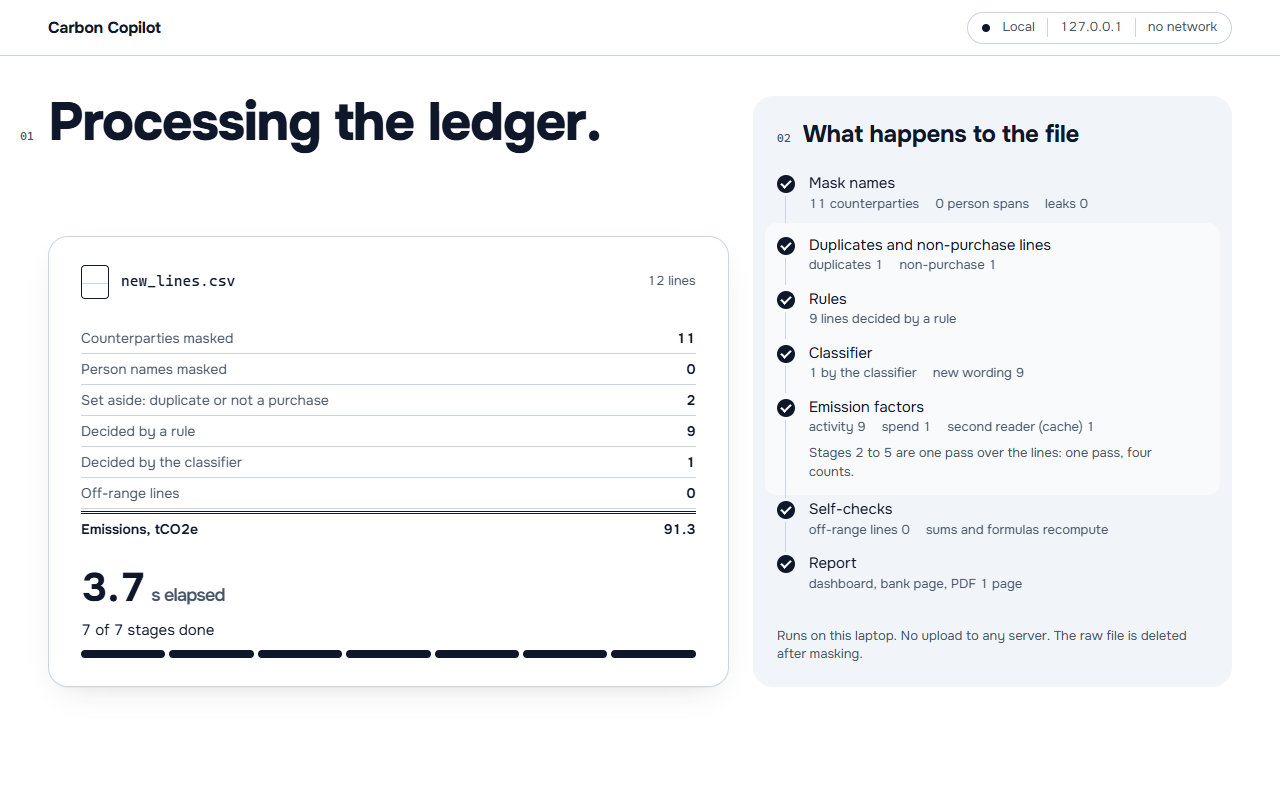 Carbon Copilot
Local 127.0.0.1 no network
01 Processing the ledger.
new_lines.csv 12 lines
Counterparties masked 11
Person names masked 0
Set aside: duplicate or not a purchase 2
Decided by a rule 9
Decided by the classifier 1
Off-range lines 0
Emissions, tCO2e 91.3
3.7 s elapsed
7 of 7 stages done
02 What happens to the file
Mask names
11 counterparties 0 person spans leaks 0
Duplicates and non-purchase lines
duplicates 1 non-purchase 1
Rules
9 lines decided by a rule
Classifier
1 by the classifier new wording 9
Emission factors
activity 9 spend 1 second reader (cache) 1
Stages 2 to 5 are one pass over the lines: one pass, four
counts.
Self-checks
off-range lines 0 sums and formulas recompute
Report
dashboard, bank page, PDF 1 page
Runs on this laptop. No upload to any server. The raw file is deleted
after masking.